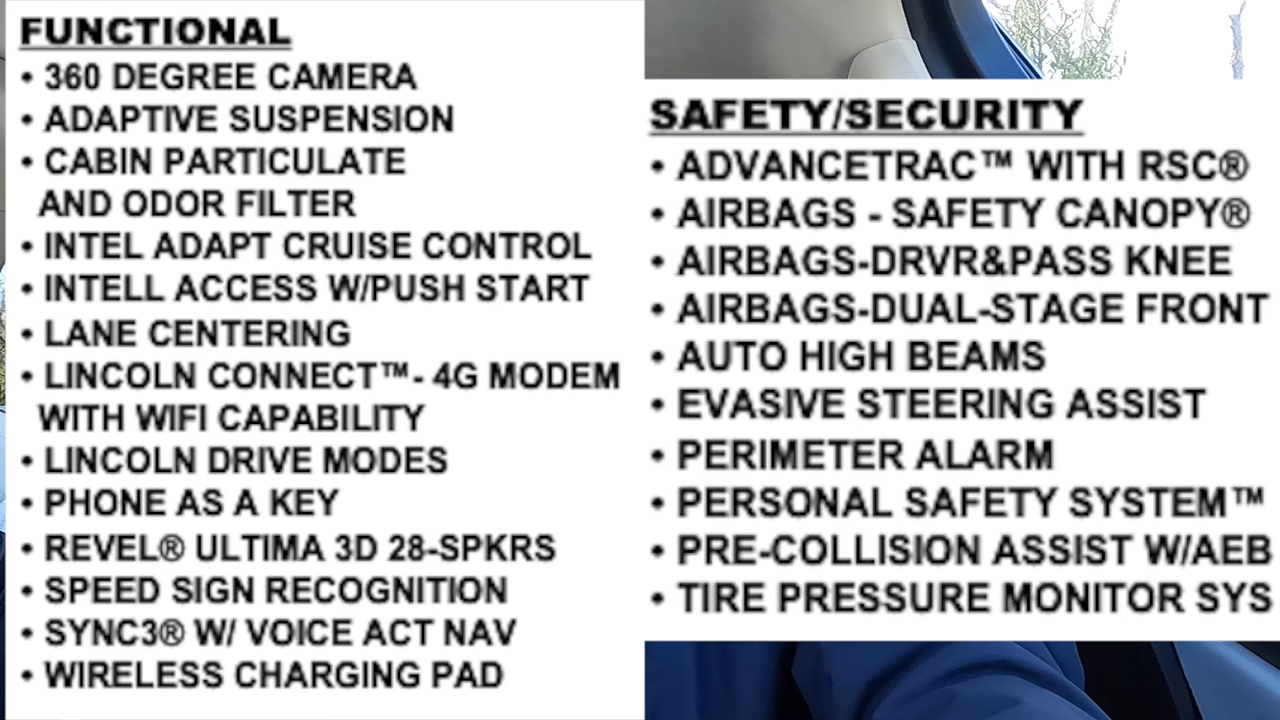 FUNCTIONAL
• 360 DEGREE CAMERA
• ADAPTIVE SUSPENSION
• CABIN PARTICULATE
AND ODOR FILTER
• INTEL ADAPT CRUISE CONTROL
• INTELL ACCESS W/PUSH START
• LANE CENTERING
• LINCOLN CONNECT™- 4G MODEM
WITH WIFI CAPABILITY
• LINCOLN DRIVE MODES
• PHONE AS A KEY
• REVEL® ULTIMA 3D 28-SPKRS
• SPEED SIGN RECOGNITION
• SYNC3® W/ VOICE ACT NAV
• WIRELESS CHARGING PAD
SAFETY/SECURITY
• ADVANCETRAC™ WITH RSC®
• AIRBAGS - SAFETY CANOPY®
• AIRBAGS-DRVR&PASS KNEE
• AIRBAGS-DUAL-STAGE FRONT
• AUTO HIGH BEAMS
• EVASIVE STEERING ASSIST
• PERIMETER ALARM
• PERSONAL SAFETY SYSTEM™
• PRE-COLLISION ASSIST W/AEB
• TIRE PRESSURE MONITOR SYS